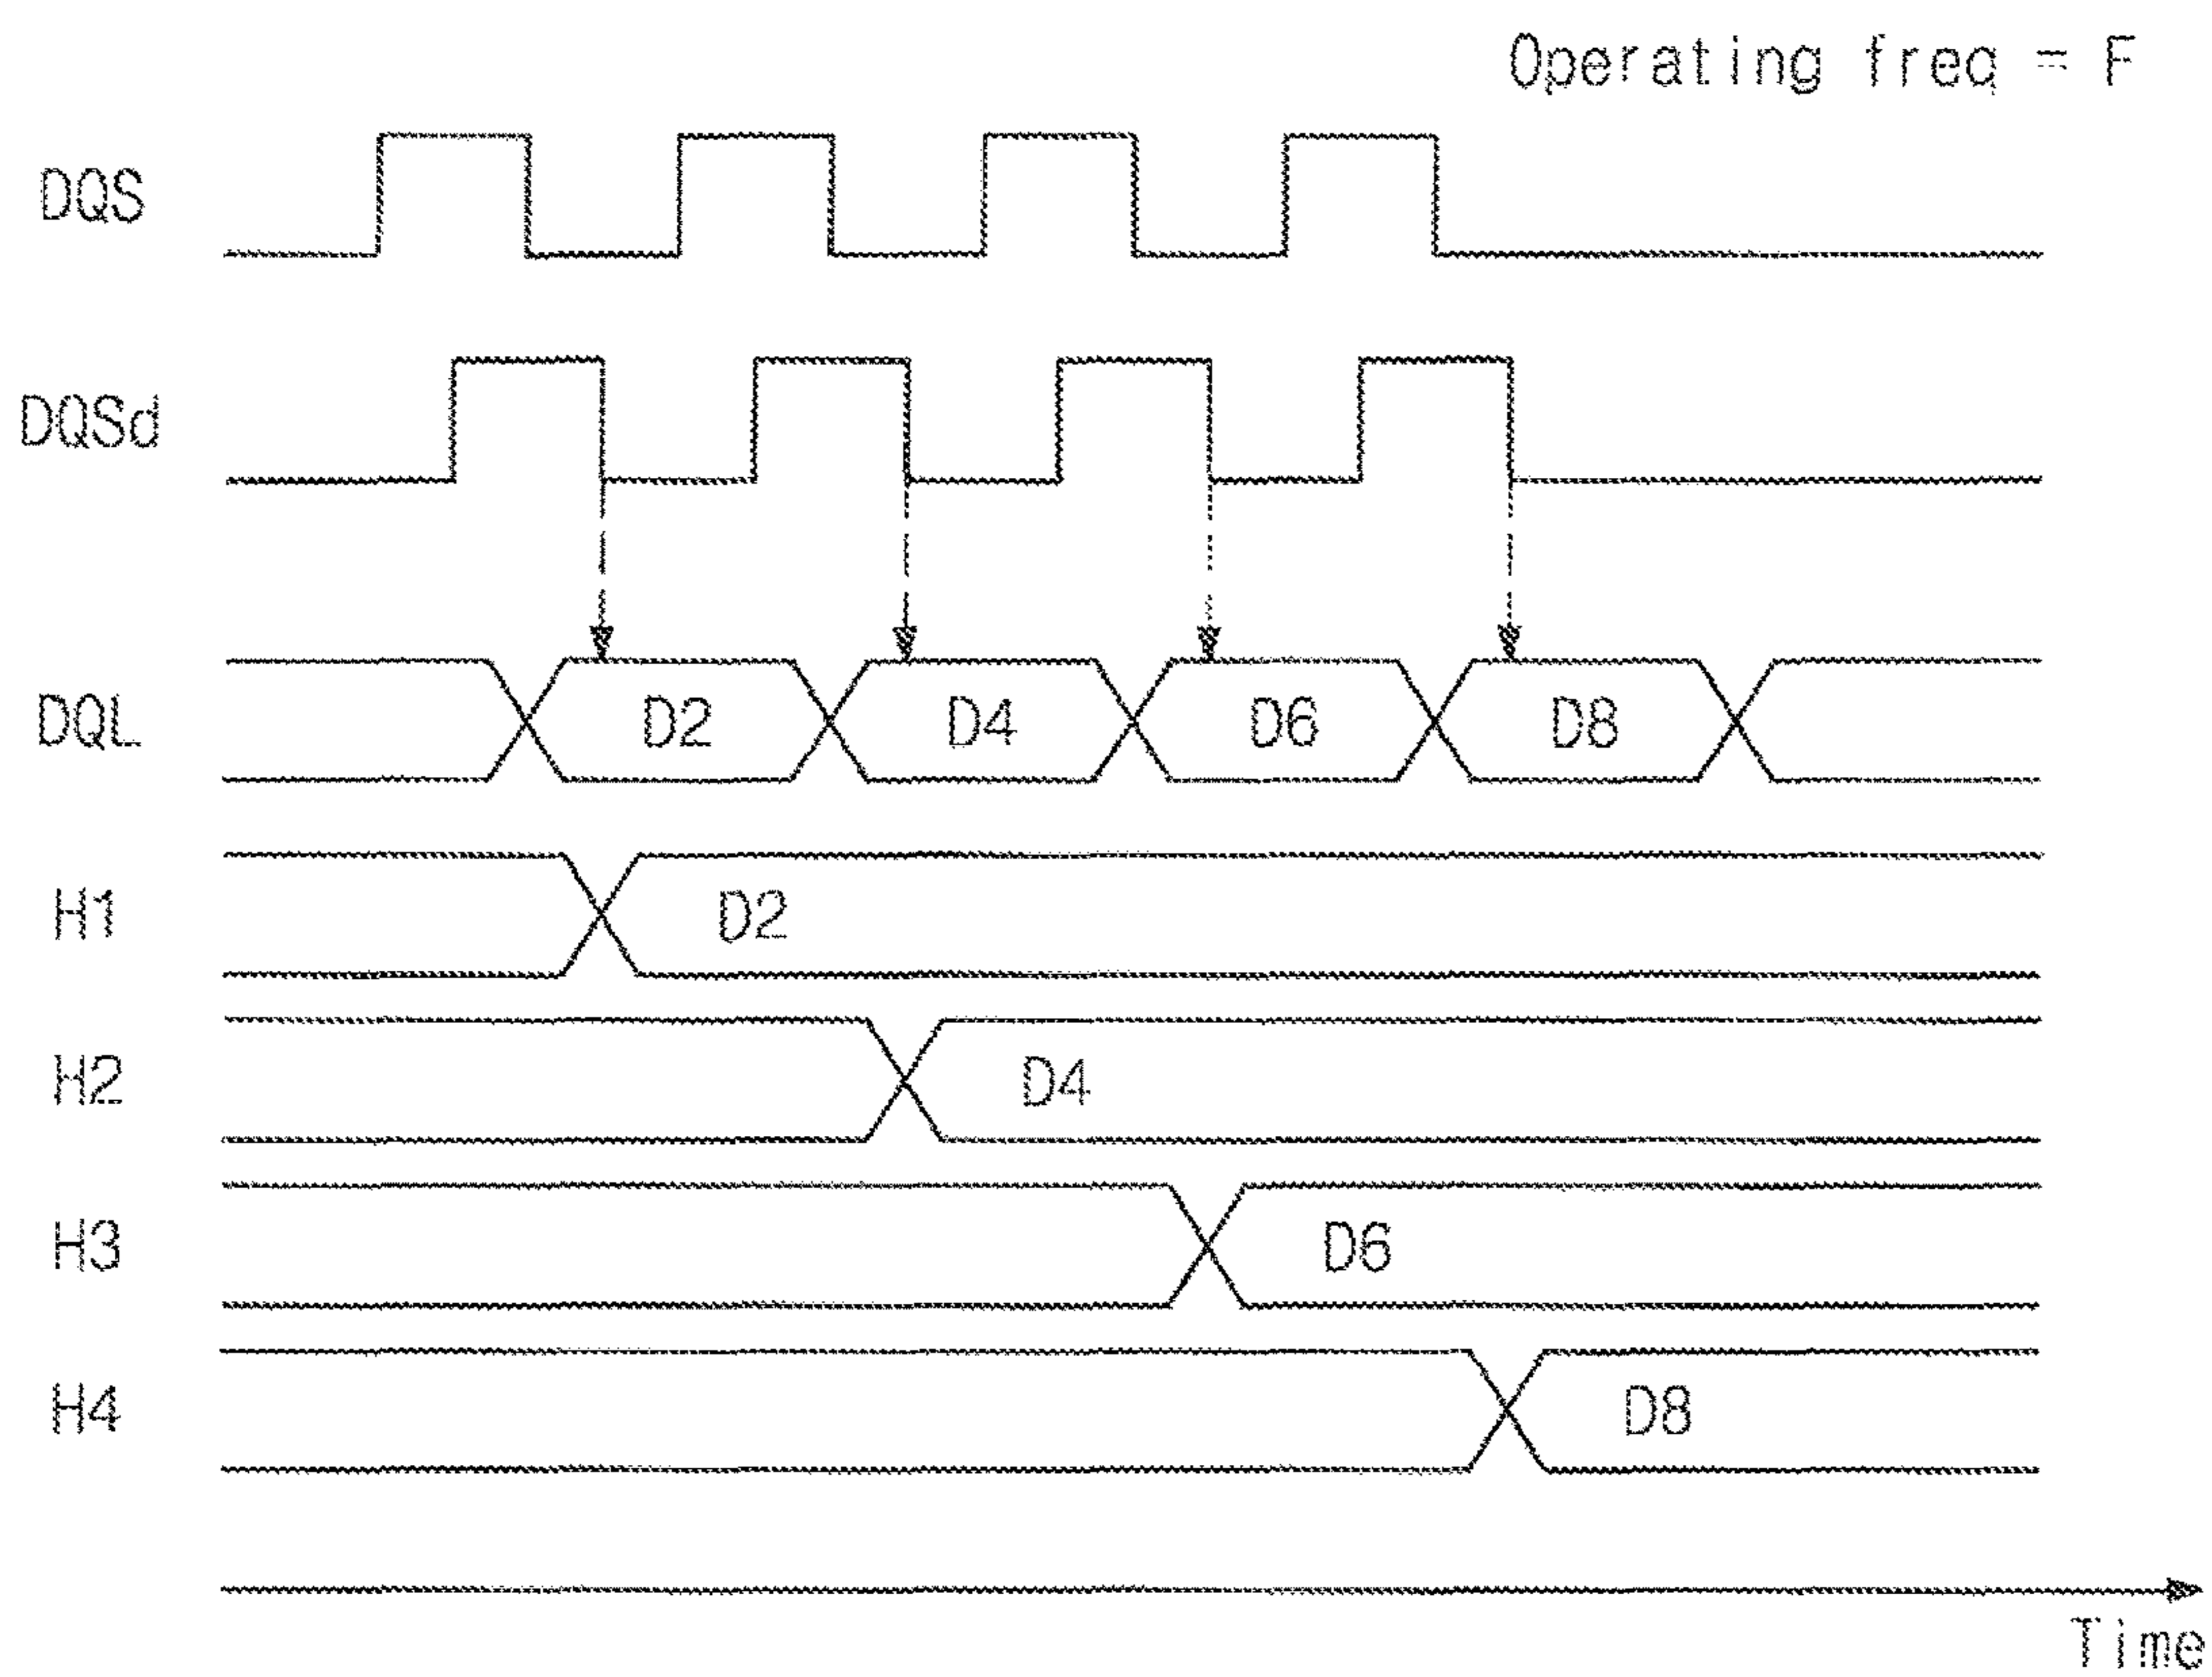 Operating freq = F
DQS
DQSd
DQL D2 D4 D6 D8
H1 D2
H2 D4
H3 D6
H4 D8
Time